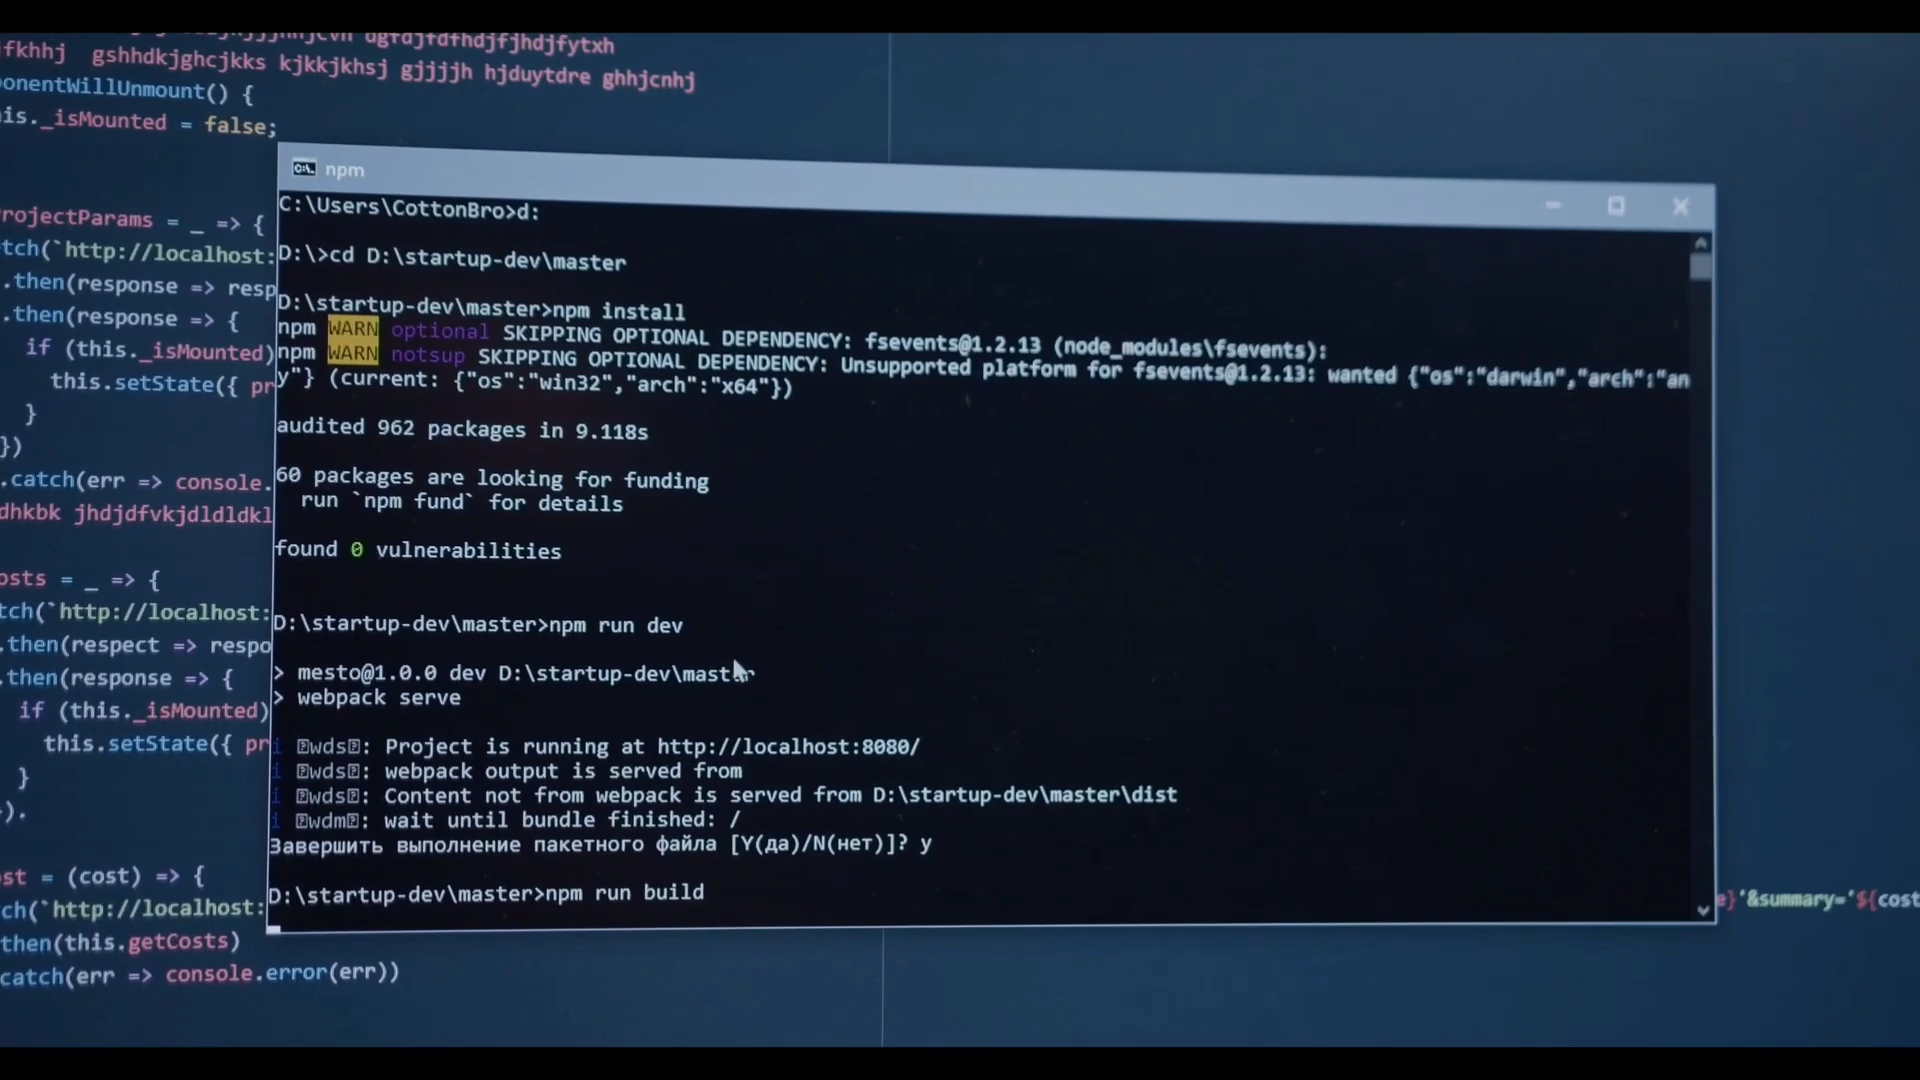 dgfdjfdfhdjfjhdjfytxh
fkhhj gshhdkjghcjkks kjkkjkhsj gjjjjh hjduytdre ghhjcnhj
onentWillUnmount() {
is._isMounted = false;
npm
C:\Users\CottonBro>d:
rojectParams = _ => {
tch(`http://localhost:
D:\>cd D:\startup-dev\master
.then(response => resp
D:\startup-dev\master>npm install
.then(response => {
npm WARN optional SKIPPING OPTIONAL DEPENDENCY: fsevents@1.2.13 (node_modules\fsevents):
if (this._isMounted)
npm WARN notsup SKIPPING OPTIONAL DEPENDENCY: Unsupported platform for fsevents@1.2.13: wanted {"os":"darwin","arch":"an
this.setState({ pr
y"} (current: {"os":"win32","arch":"x64"})
}
audited 962 packages in 9.118s
})
.catch(err => console.
60 packages are looking for funding
run `npm fund` for details
dhkbk jhdjdfvkjdldldkl
found 0 vulnerabilities
osts = _ => {
tch(`http://localhost:
D:\startup-dev\master>npm run dev
.then(respect => respo
.then(response => {
> mesto@1.0.0 dev D:\startup-dev\master
> webpack serve
if (this._isMounted)
this.setState({ pr
i wds: Project is running at http://localhost:8080/
i wds: webpack output is served from
}
i wds: Content not from webpack is served from D:\startup-dev\master\dist
}).
i wdm: wait until bundle finished: /
Завершить выполнение пакетного файла [Y(да)/N(нет)]? y
st = (cost) => {
D:\startup-dev\master>npm run build
ch(`http://localhost:
e}'&summary='${cost
then(this.getCosts)
catch(err => console.error(err))